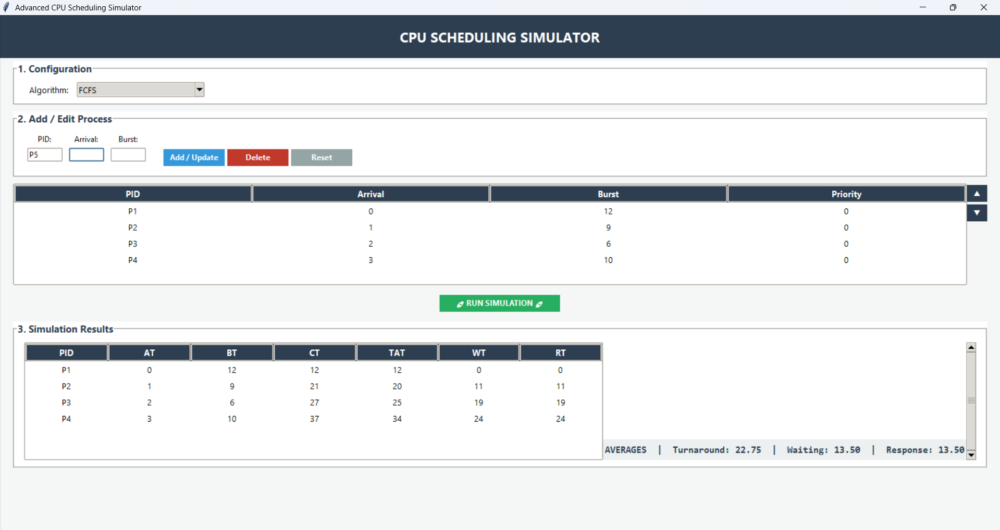 Advanced CPU Scheduling Simulator
CPU SCHEDULING SIMULATOR
1. Configuration
Algorithm: FCFS
2. Add / Edit Process
PID: Arrival: Burst:
P5 Add / Update Delete Reset
PID Arrival Burst Priority ▲
P1 0 12 0 ▼
P2 1 9 0
P3 2 6 0
P4 3 10 0
RUN SIMULATION
3. Simulation Results
PID AT BT CT TAT WT RT
P1 0 12 12 12 0 0
P2 1 9 21 20 11 11
P3 2 6 27 25 19 19
P4 3 10 37 34 24 24
AVERAGES | Turnaround: 22.75 | Waiting: 13.50 | Response: 13.50